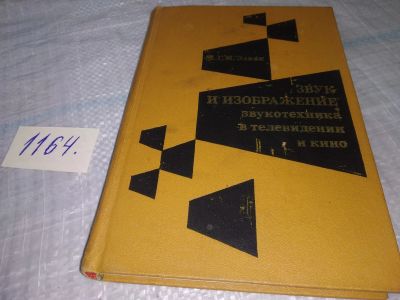 1164.
ЗВУК
И ИЗОБРАЖЕНИЕ
звукотехника
в телевидении
и кино